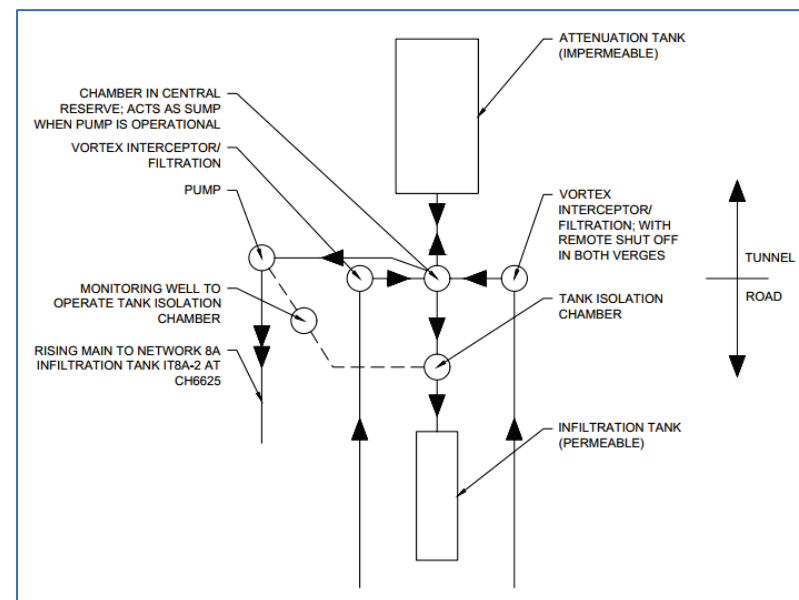 ATTENUATION TANK
(IMPERMEABLE)
CHAMBER IN CENTRAL
RESERVE; ACTS AS SUMP
WHEN PUMP IS OPERATIONAL
VORTEX INTERCEPTOR/
FILTRATION
PUMP
VORTEX
INTERCEPTOR/
FILTRATION; WITH
REMOTE SHUT OFF
IN BOTH VERGES
TUNNEL
ROAD
MONITORING WELL TO
OPERATE TANK ISOLATION
CHAMBER
TANK ISOLATION
CHAMBER
RISING MAIN TO NETWORK 8A
INFILTRATION TANK IT8A-2 AT
CH6625
INFILTRATION TANK
(PERMEABLE)